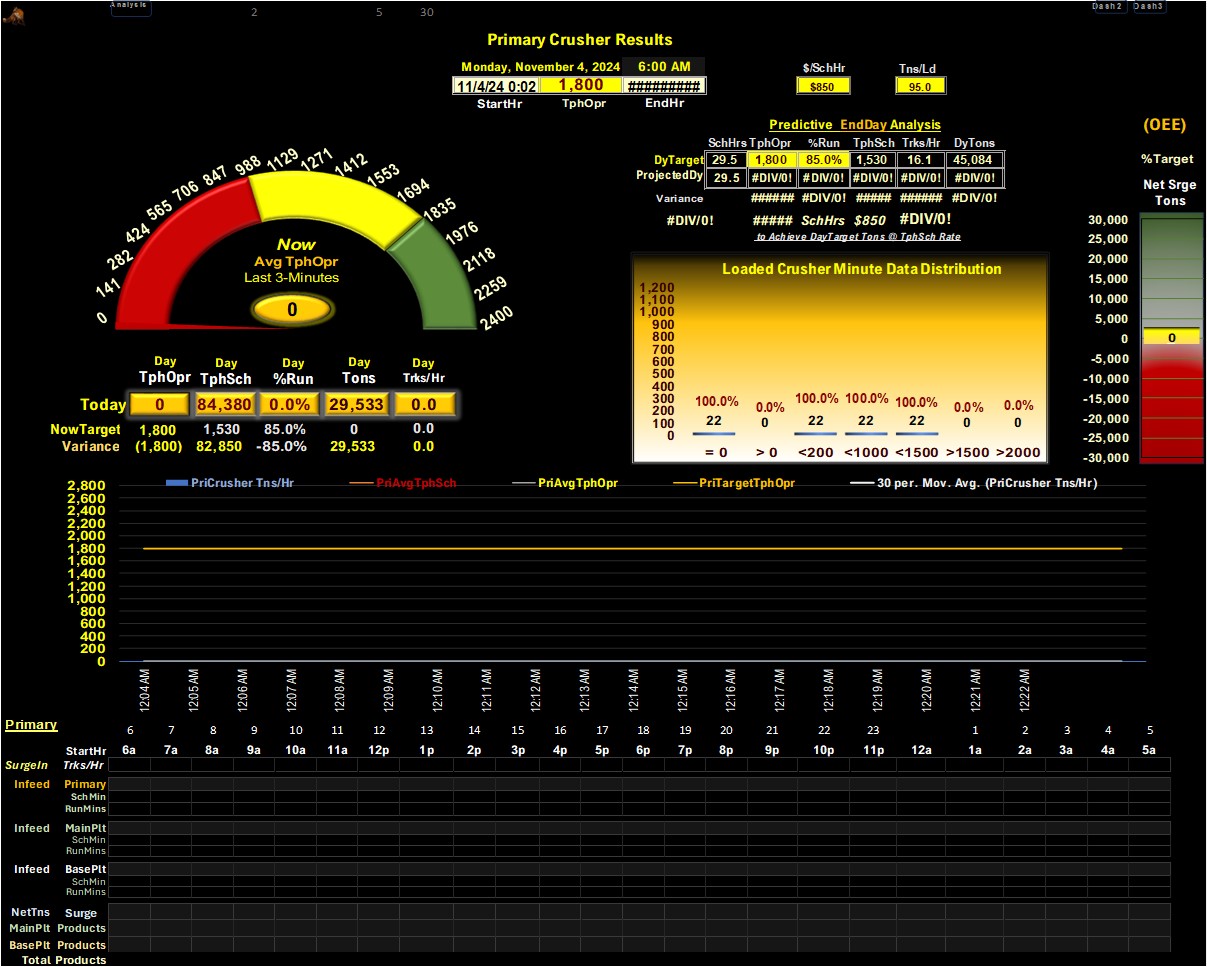 Analysis 2 5 30 Dash2 Dash3
Primary Crusher Results
Monday, November 4, 2024 6:00 AM
11/4/24 0:02 1,800 ##########
StartHr TphOpr EndHr
$/SchHr Tns/Ld
$850 95.0
Predictive EndDay Analysis
SchHrs TphOpr %Run TphSch Trks/Hr DyTons
DyTarget 29.5 1,800 85.0% 1,530 16.1 45,084
ProjectedDy 29.5 #DIV/0! #DIV/0! #DIV/0! #DIV/0! #DIV/0!
Variance ###### #DIV/0! ##### ###### #DIV/0!
#DIV/0! ##### SchHrs $850 #DIV/0!
to Achieve DayTarget Tons @ TphSch Rate
(OEE)
%Target
Net Srge
Tons
30,000
25,000
20,000
15,000
10,000
5,000
0
-5,000
-10,000
-15,000
-20,000
-25,000
-30,000
0
0 141 282 424 565 706 847 988 1129 1271 1412 1553 1694 1835 1976 2118 2259 2400
Now
Avg TphOpr
Last 3-Minutes
0
Day Day Day Day Day
TphOpr TphSch %Run Tons Trks/Hr
Today 0 84,380 0.0% 29,533 0.0
NowTarget 1,800 1,530 85.0% 0 0.0
Variance (1,800) 82,850 -85.0% 29,533 0.0
Loaded Crusher Minute Data Distribution
1,200
1,100
1,000
900
800
700
600
500
400
300
200
100
0
100.0% 0.0% 100.0% 100.0% 100.0% 0.0% 0.0%
22 0 22 22 22 0 0
= 0 > 0 <200 <1000 <1500 >1500 >2000
PriCrusher Tns/Hr PriAvgTphSch PriAvgTphOpr PriTargetTphOpr 30 per. Mov. Avg. (PriCrusher Tns/Hr)
2,800
2,600
2,400
2,200
2,000
1,800
1,600
1,400
1,200
1,000
800
600
400
200
0
12:04 AM 12:05 AM 12:06 AM 12:07 AM 12:08 AM 12:09 AM 12:10 AM 12:11 AM 12:12 AM 12:13 AM 12:14 AM 12:15 AM 12:16 AM 12:17 AM 12:18 AM 12:19 AM 12:20 AM 12:21 AM 12:22 AM
Primary
6 7 8 9 10 11 12 13 14 15 16 17 18 19 20 21 22 23 1 2 3 4 5
StartHr 6a 7a 8a 9a 10a 11a 12p 1p 2p 3p 4p 5p 6p 7p 8p 9p 10p 11p 12a 1a 2a 3a 4a 5a
SurgeIn Trks/Hr
Infeed Primary
SchMin
RunMins
Infeed MainPlt
SchMin
RunMins
Infeed BasePlt
SchMin
RunMins
NetTns Surge
MainPlt Products
BasePlt Products
Total Products